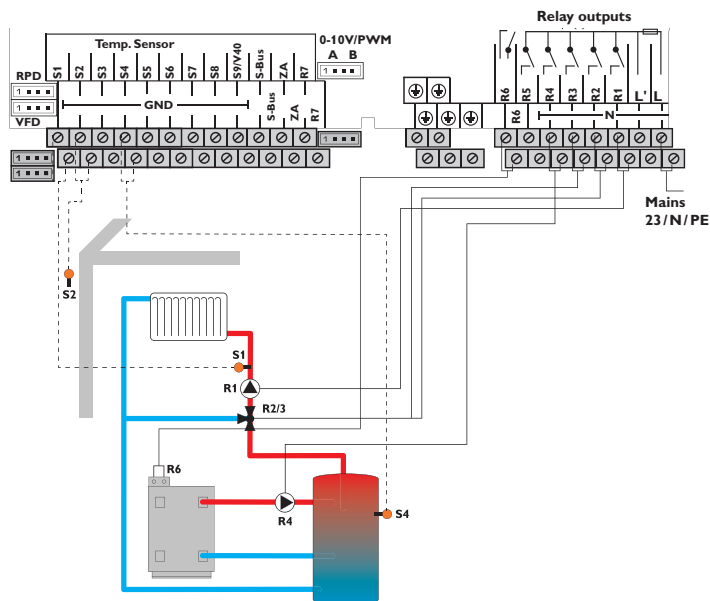 Relay outputs
Temp. Sensor
0-10V/PWM
A B
S1 S2 S3 S4 S5 S6 S7 S8 S9/V40 S-Bus ZA R7
RPD
1
GND
1
VFD
1
S-Bus ZA R7
R6 R5 R4 R3 R2 R1 L' L
R6 N
1
1
1
Mains
23/N/PE
S2
S1
R1
R2/3
R6
R4
S4